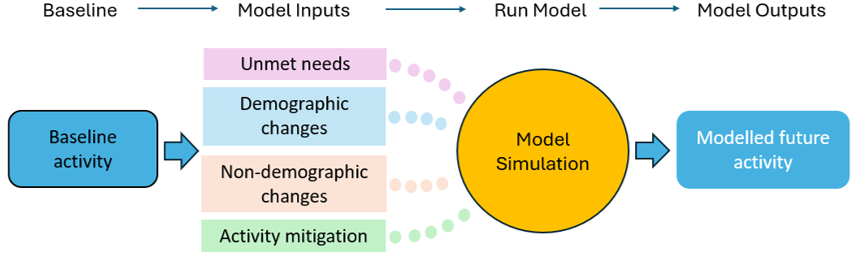 Baseline
Model Inputs
Run Model
Model Outputs
Baseline
activity
Unmet needs
Demographic
changes
Non-demographic
changes
Activity mitigation
Model
Simulation
Modelled future
activity